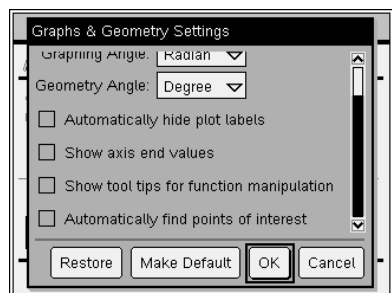 Graphs & Geometry Settings
Graphing Angle: Radian
Geometry Angle: Degree
Automatically hide plot labels
Show axis end values
Show tool tips for function manipulation
Automatically find points of interest
Restore Make Default OK Cancel